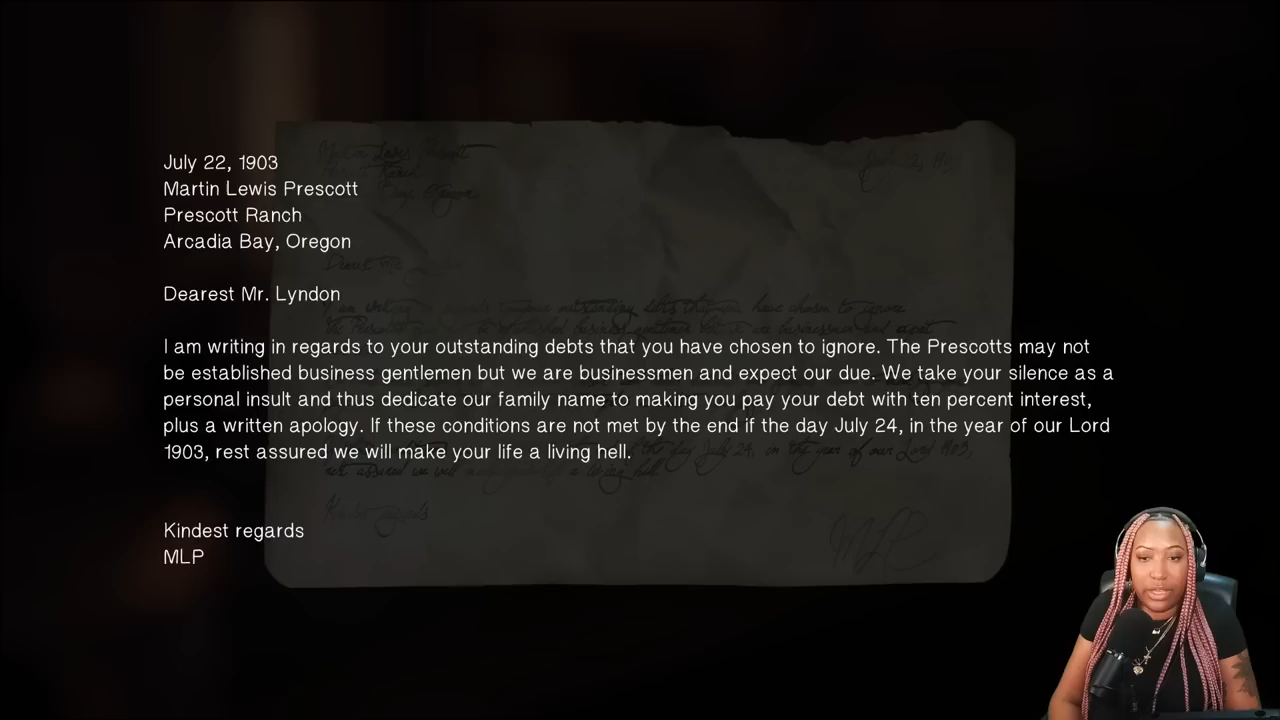 July 22, 1903
Martin Lewis Prescott
Prescott Ranch
Arcadia Bay, Oregon
Dearest Mr. Lyndon
I am writing in regards to your outstanding debts that you have chosen to ignore. The Prescotts may not
be established business gentlemen but we are businessmen and expect our due. We take your silence as a
personal insult and thus dedicate our family name to making you pay your debt with ten percent interest,
plus a written apology. If these conditions are not met by the end if the day July 24, in the year of our Lord
1903, rest assured we will make your life a living hell.
Kindest regards
MLP